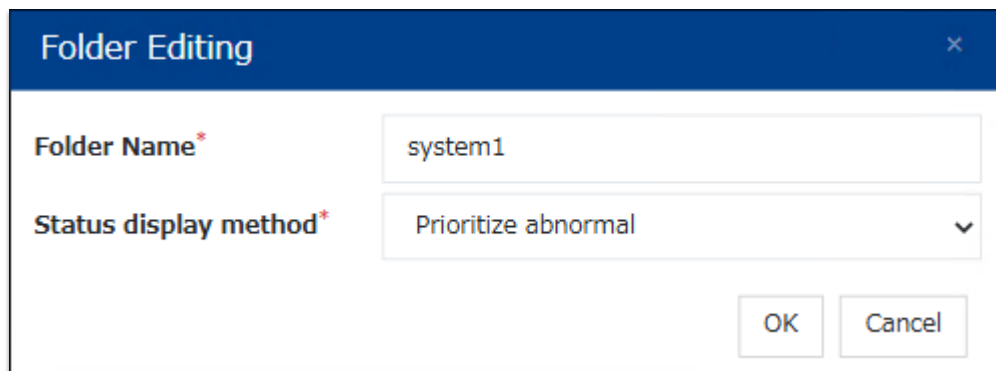 Folder Editing ×
Folder Name* system1
Status display method* Prioritize abnormal
OK Cancel